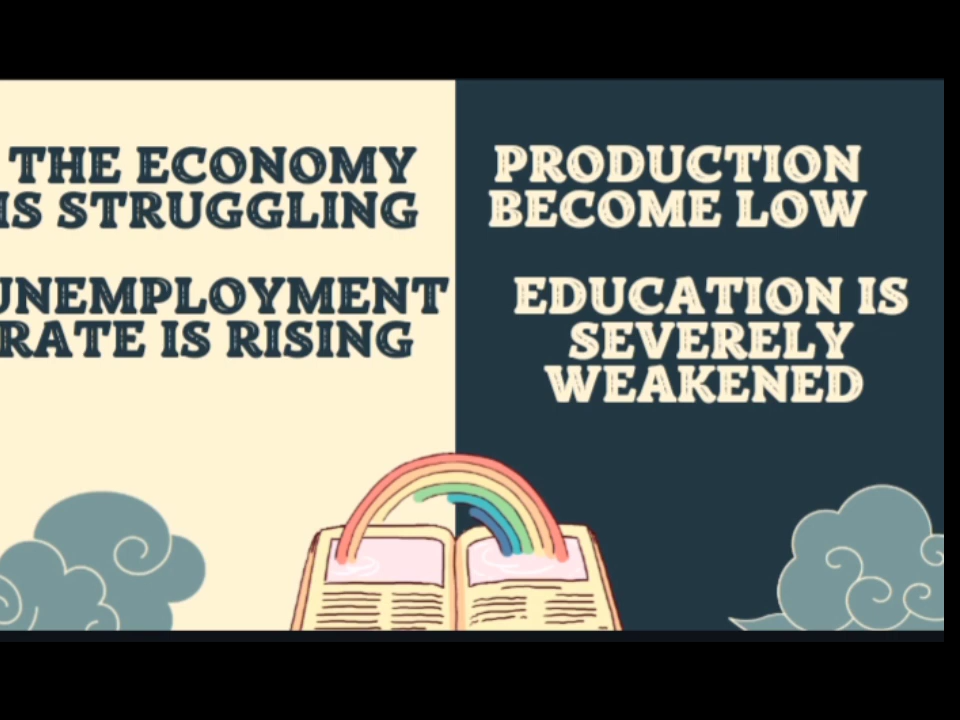 THE ECONOMY
IS STRUGGLING
UNEMPLOYMENT
RATE IS RISING
PRODUCTION
BECOME LOW
EDUCATION IS
SEVERELY
WEAKENED